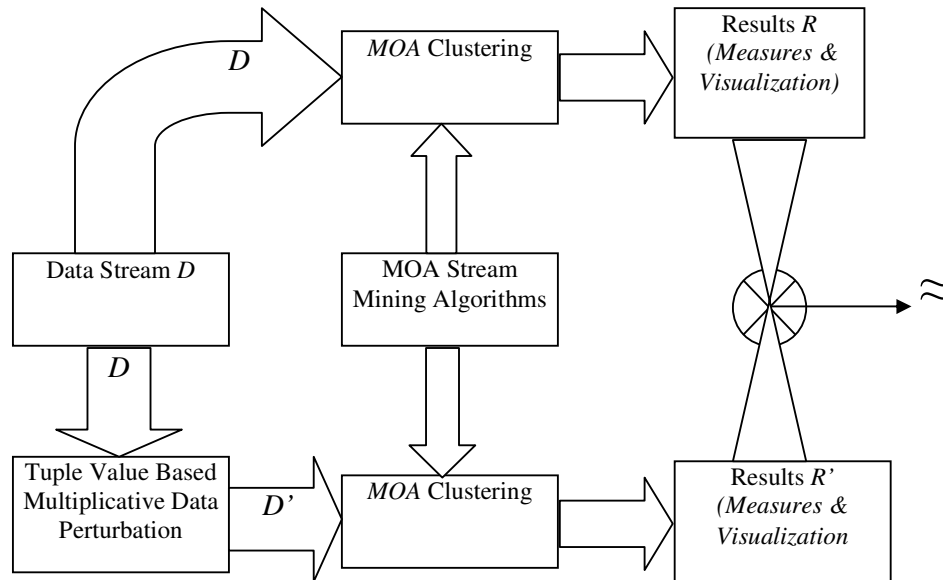 D
MOA Clustering
Results R
(Measures &
Visualization)
Data Stream D
MOA Stream
Mining Algorithms
≈
D
Tuple Value Based
Multiplicative Data
Perturbation
D’
MOA Clustering
Results R’
(Measures &
Visualization